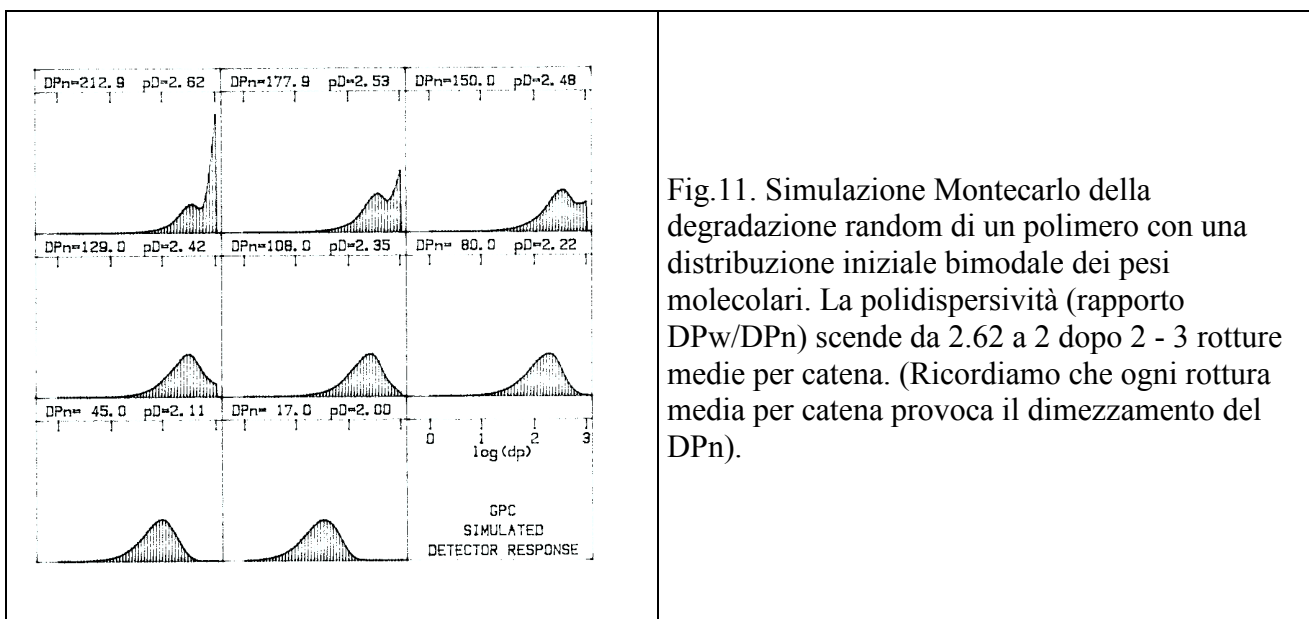 DPn=212.9 pD=2.62
DPn=177.9 pD=2.53
DPn=150.0 pD=2.48
DPn=129.0 pD=2.42
DPn=108.0 pD=2.35
DPn= 80.0 pD=2.22
DPn= 45.0 pD=2.11
DPn= 17.0 pD=2.00
0 1 2 3
log(dp)
GPC
SIMULATED
DETECTOR RESPONSE
Fig.11. Simulazione Montecarlo della
degradazione random di un polimero con una
distribuzione iniziale bimodale dei pesi
molecolari. La polidispersività (rapporto
DPw/DPn) scende da 2.62 a 2 dopo 2 - 3 rotture
medie per catena. (Ricordiamo che ogni rottura
media per catena provoca il dimezzamento del
DPn).